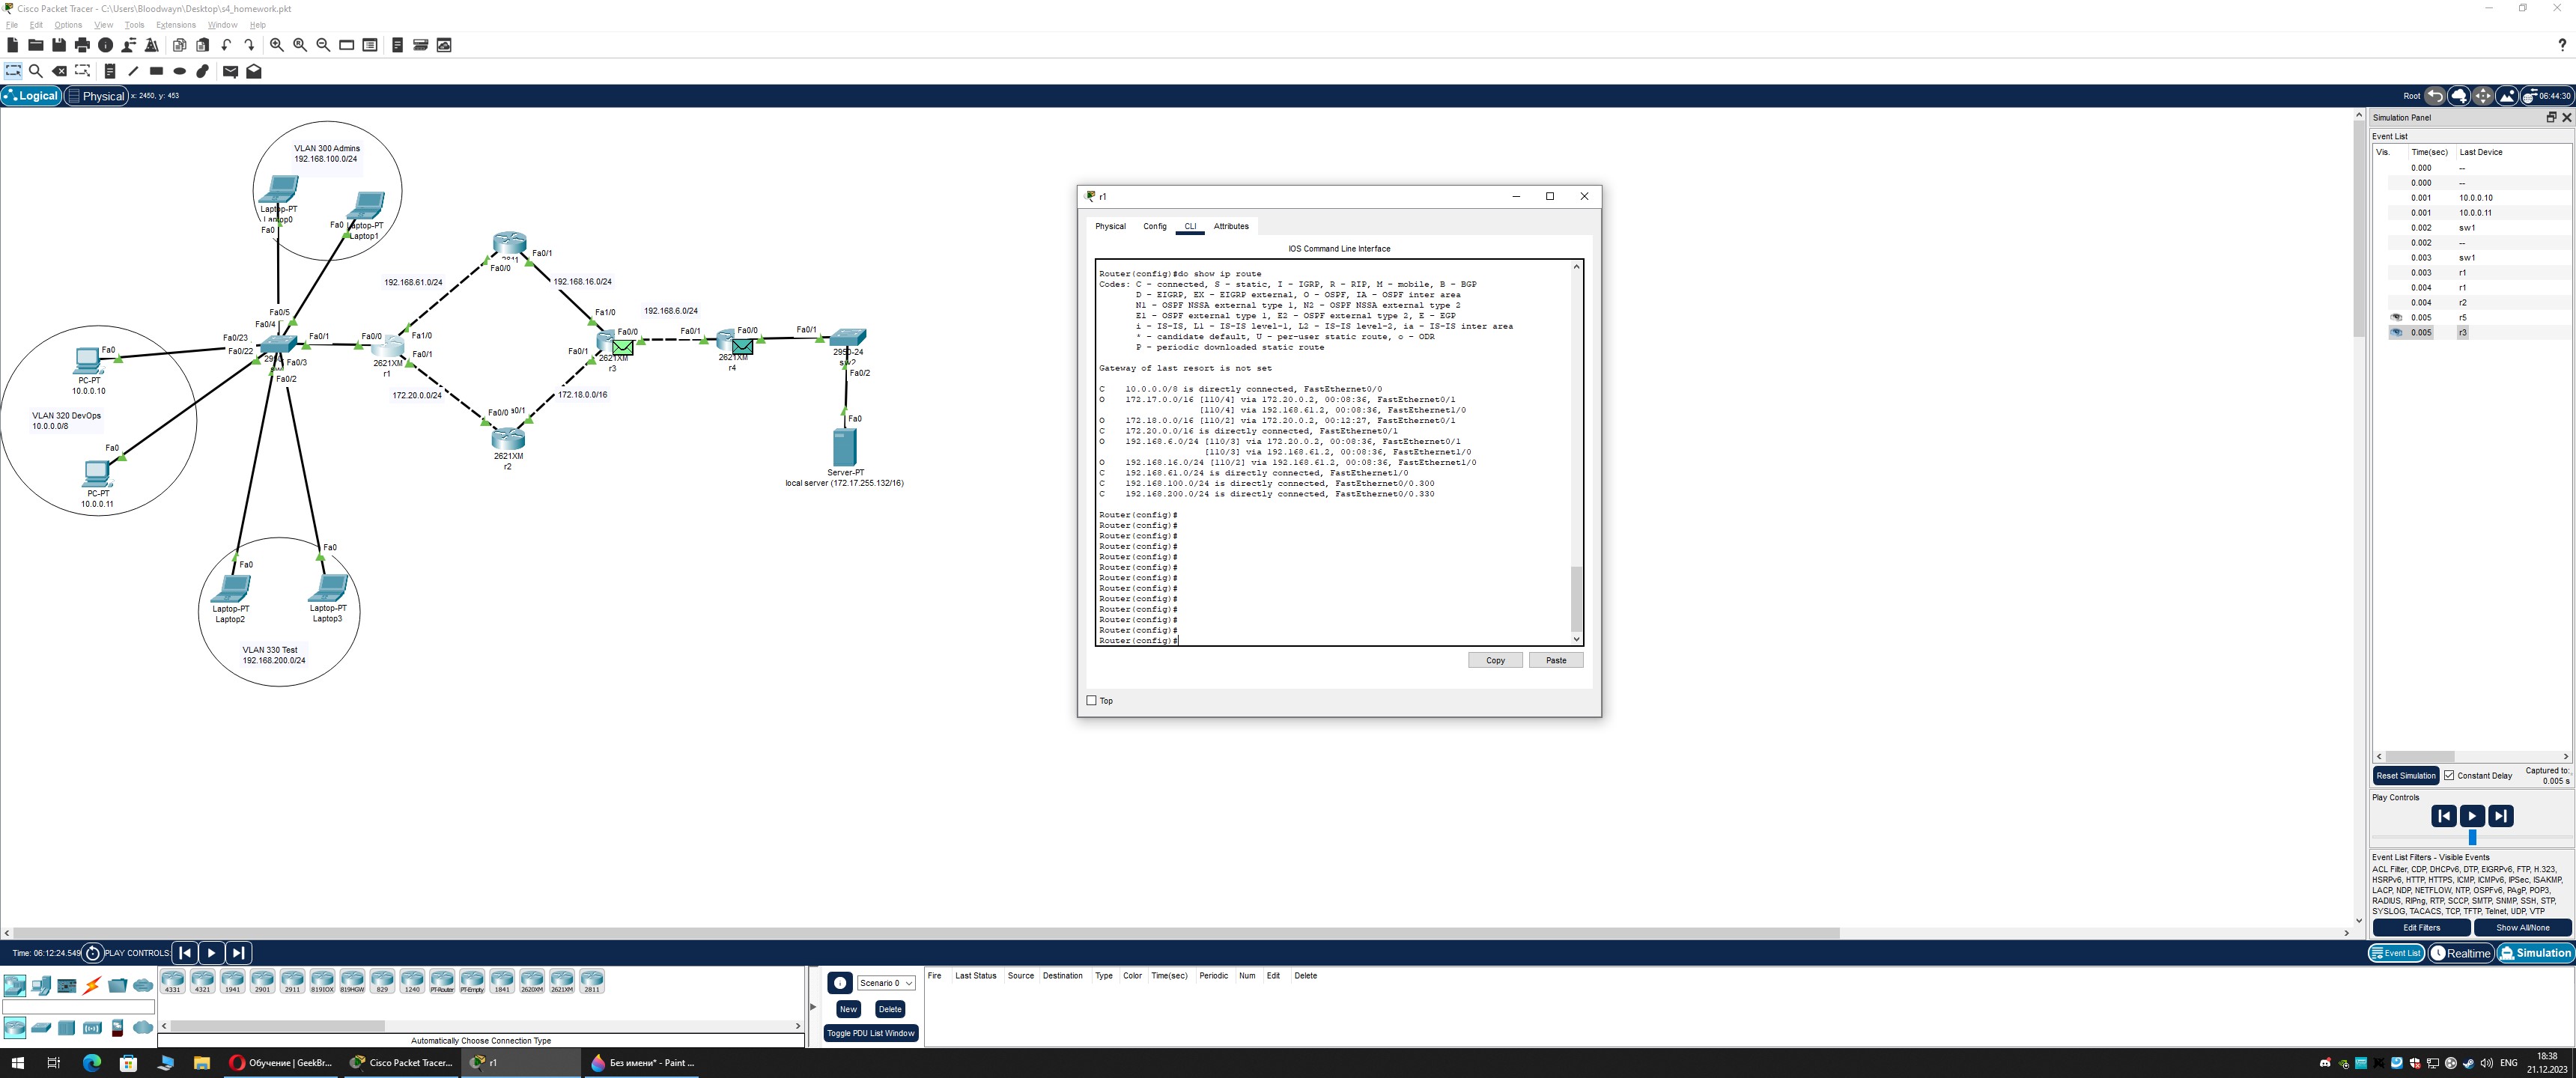 Cisco Packet Tracer - C:\Users\Bloodwayn\Desktop\s4_homework.pkt
File Edit Options View Tools Extensions Window Help
?
Logical Physical x: 2450, y: 453
Root 06:44:30
VLAN 300 Admins
192.168.100.0/24
Laptop-PT
Laptop0
Fa0
Fa0
Laptop-PT
Laptop1
Fa0/5
Fa0/4
Fa0/23
Fa0/22
Fa0/1
Fa0/3
Fa0/2
Fa0
PC-PT
10.0.0.10
VLAN 320 DevOps
10.0.0.0/8
Fa0
PC-PT
10.0.0.11
Fa0
Laptop-PT
Laptop2
Fa0
Laptop-PT
Laptop3
VLAN 330 Test
192.168.200.0/24
Fa0/0
Fa1/0
Fa0/1
2621XM
r1
192.168.61.0/24
172.20.0.0/24
2811
Fa0/0
Fa0/1
192.168.16.0/24
Fa0/0
2621XM
r2
172.18.0.0/16
Fa1/0
Fa0/0
Fa0/1
2621XM
r3
192.168.6.0/24
Fa0/1
Fa0/0
2621XM
r4
Fa0/1
2950-24
sw2
Fa0/2
Fa0
Server-PT
local server (172.17.255.132/16)
r1
Physical Config CLI Attributes
IOS Command Line Interface
Router(config)#do show ip route
Codes: C - connected, S - static, I - IGRP, R - RIP, M - mobile, B - BGP
D - EIGRP, EX - EIGRP external, O - OSPF, IA - OSPF inter area
N1 - OSPF NSSA external type 1, N2 - OSPF NSSA external type 2
E1 - OSPF external type 1, E2 - OSPF external type 2, E - EGP
i - IS-IS, L1 - IS-IS level-1, L2 - IS-IS level-2, ia - IS-IS inter area
* - candidate default, U - per-user static route, o - ODR
P - periodic downloaded static route
Gateway of last resort is not set
C 10.0.0.0/8 is directly connected, FastEthernet0/0
O 172.17.0.0/16 [110/4] via 172.20.0.2, 00:08:36, FastEthernet0/1
[110/4] via 192.168.61.2, 00:08:36, FastEthernet1/0
O 172.18.0.0/16 [110/2] via 172.20.0.2, 00:12:27, FastEthernet0/1
C 172.20.0.0/16 is directly connected, FastEthernet0/1
O 192.168.6.0/24 [110/3] via 172.20.0.2, 00:08:36, FastEthernet0/1
[110/3] via 192.168.61.2, 00:08:36, FastEthernet1/0
O 192.168.16.0/24 [110/2] via 192.168.61.2, 00:08:36, FastEthernet1/0
C 192.168.61.0/24 is directly connected, FastEthernet1/0
C 192.168.100.0/24 is directly connected, FastEthernet0/0.300
C 192.168.200.0/24 is directly connected, FastEthernet0/0.330
Router(config)#
Router(config)#
Router(config)#
Router(config)#
Router(config)#
Router(config)#
Router(config)#
Router(config)#
Router(config)#
Router(config)#
Router(config)#
Router(config)#
Router(config)#
Copy Paste
Top
Simulation Panel
Event List
Vis. Time(sec) Last Device
0.000 --
0.000 --
0.001 10.0.0.10
0.001 10.0.0.11
0.002 sw1
0.002 --
0.003 sw1
0.003 r1
0.004 r1
0.004 r2
0.005 r5
0.005 r3
Reset Simulation Constant Delay Captured to:
0.005 s
Play Controls
Event List Filters - Visible Events
ACL Filter, CDP, DHCPv6, DTP, EIGRPv6, FTP, H.323,
HSRPv6, HTTP, HTTPS, ICMP, ICMPv6, IPSec, ISAKMP,
LACP, NDP, NETFLOW, NTP, OSPFv6, PAgP, POP3,
RADIUS, RIPng, RTP, SCCP, SMTP, SNMP, SSH, STP,
SYSLOG, TACACS, TCP, TFTP, Telnet, UDP, VTP
Edit Filters Show All/None
Time: 06:12:24.549 PLAY CONTROLS:
Event List Realtime Simulation
4331 4321 1941 2901 2911 819IOX 819HGW 829 1240 PT-Router PT-Empty 1841 2620XM 2621XM 2811
Automatically Choose Connection Type
Scenario 0
New Delete
Toggle PDU List Window
Fire Last Status Source Destination Type Color Time(sec) Periodic Num Edit Delete
Обучение | GeekBr...
Cisco Packet Tracer...
r1
Без имени* - Paint ...
ENG
18:38
21.12.2023